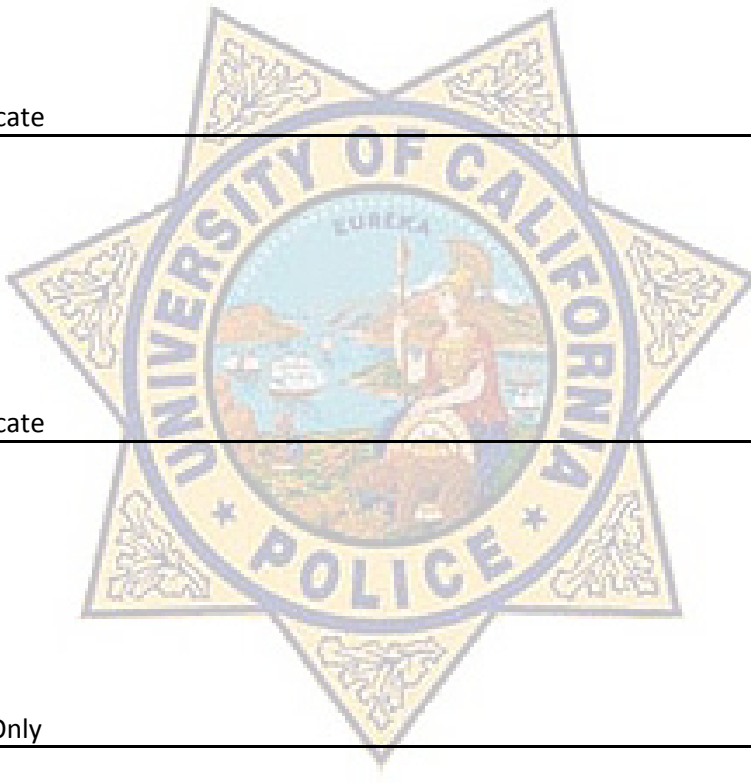 cate
UNIVERSITY OF CALIFORNIA
EUREKA
cate
* POLICE *
Only